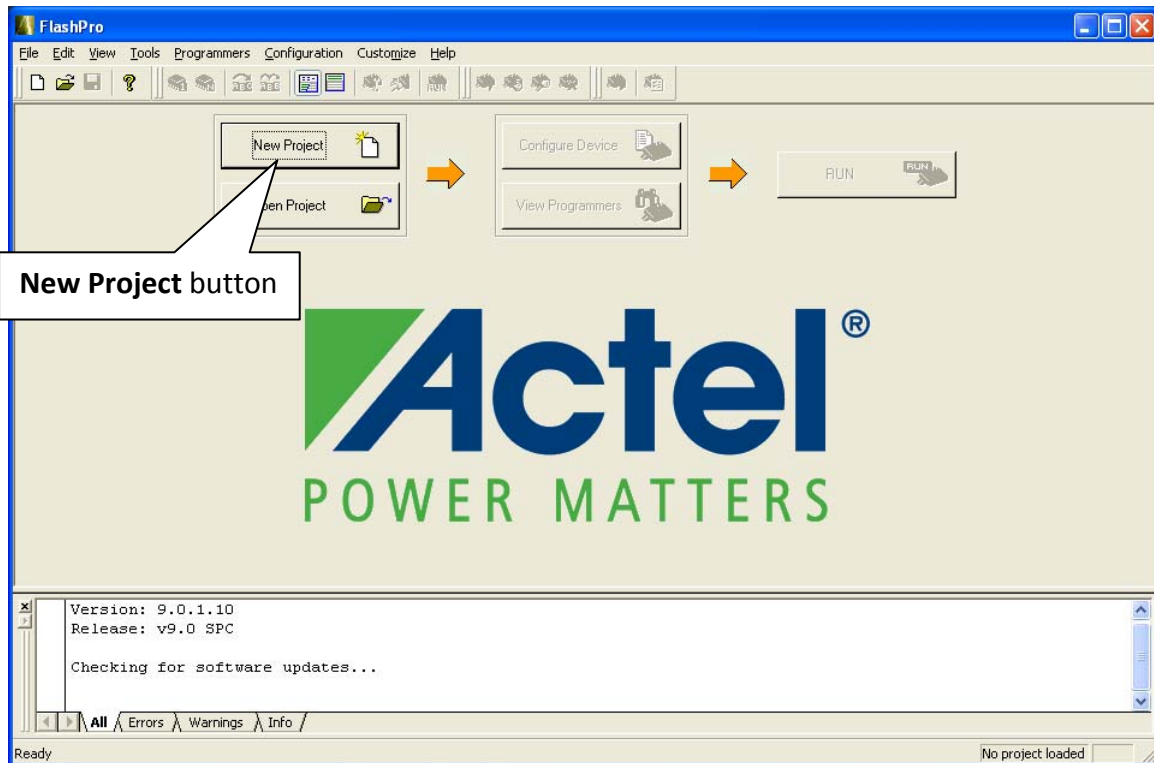 FlashPro
File Edit View Tools Programmers Configuration Customize Help
New Project
Configure Device
RUN
RUN
Open Project
View Programmers
New Project button
Actel®
POWER MATTERS
Version: 9.0.1.10
Release: v9.0 SPC
Checking for software updates...
All Errors Warnings Info
Ready
No project loaded